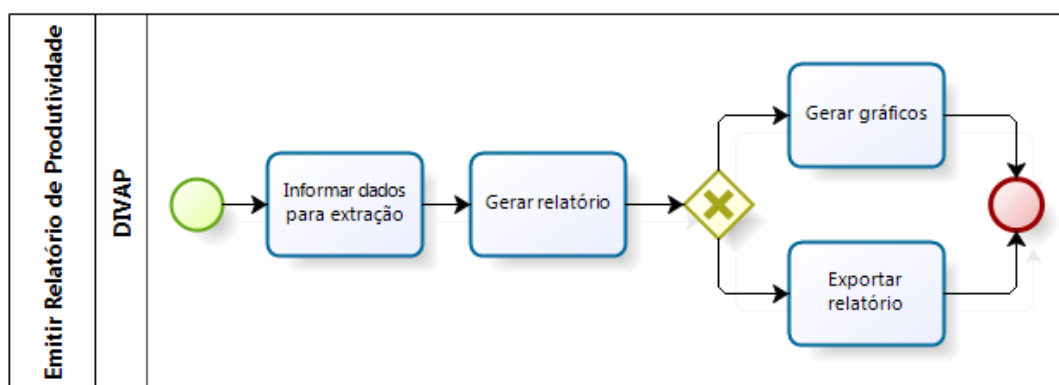 Emitir Relatório de Produtividade
DIVAP
Informar dados
para extração
Gerar relatório
Gerar gráficos
Exportar
relatório